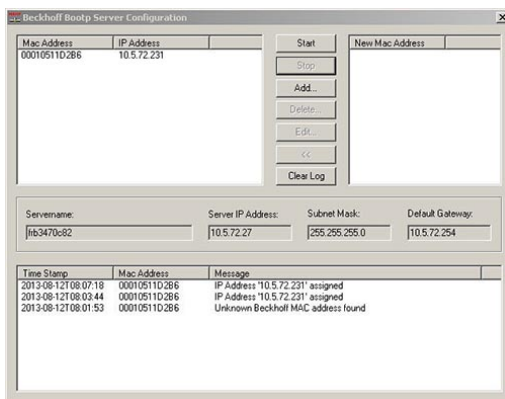 Beckhoff Bootp Server Configuration
Mac Address IP Address
00010511D2B6 10.5.72.231
Start
Stop
Add...
Delete...
Edit...
<<
Clear Log
New Mac Address
Servername: Server IP Address: Subnet Mask: Default Gateway:
frb3470c82 10.5.72.27 255.255.255.0 10.5.72.254
Time Stamp Mac Address Message
2013-08-12T08:07:18 00010511D2B6 IP Address '10.5.72.231' assigned
2013-08-12T08:03:44 00010511D2B6 IP Address '10.5.72.231' assigned
2013-08-12T08:01:53 00010511D2B6 Unknown Beckhoff MAC address found